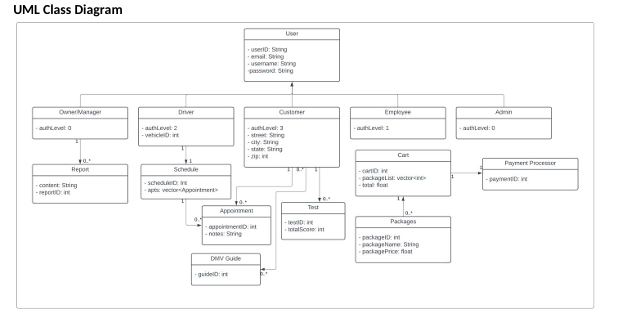 UML Class Diagram
User
- userID: String
- email: String
- username: String
-password: String
Owner/Manager
- authLevel: 0
Driver
- authLevel: 2
- vehicleID: int
Customer
- authLevel: 3
- street: String
- city: String
- state: String
- zip: int
Employee
- authLevel: 1
Admin
- authLevel: 0
1
0..*
1
1
1
0..*
1
Report
- content: String
- reportID: int
Schedule
- scheduleID: Int
- apts: vector<Appointment>
1
0..*
0..*
Appointment
- appointmentID: int
- notes: String
0..*
Test
- testID: int
- totalScore: int
DMV Guide
- guideID: int
0..*
Cart
- cartID: int
- packageList: vector<int>
- total: float
1
1
Payment Processor
- paymentID: int
1
0..*
Packages
- packageID: int
- packageName: String
- packagePrice: float